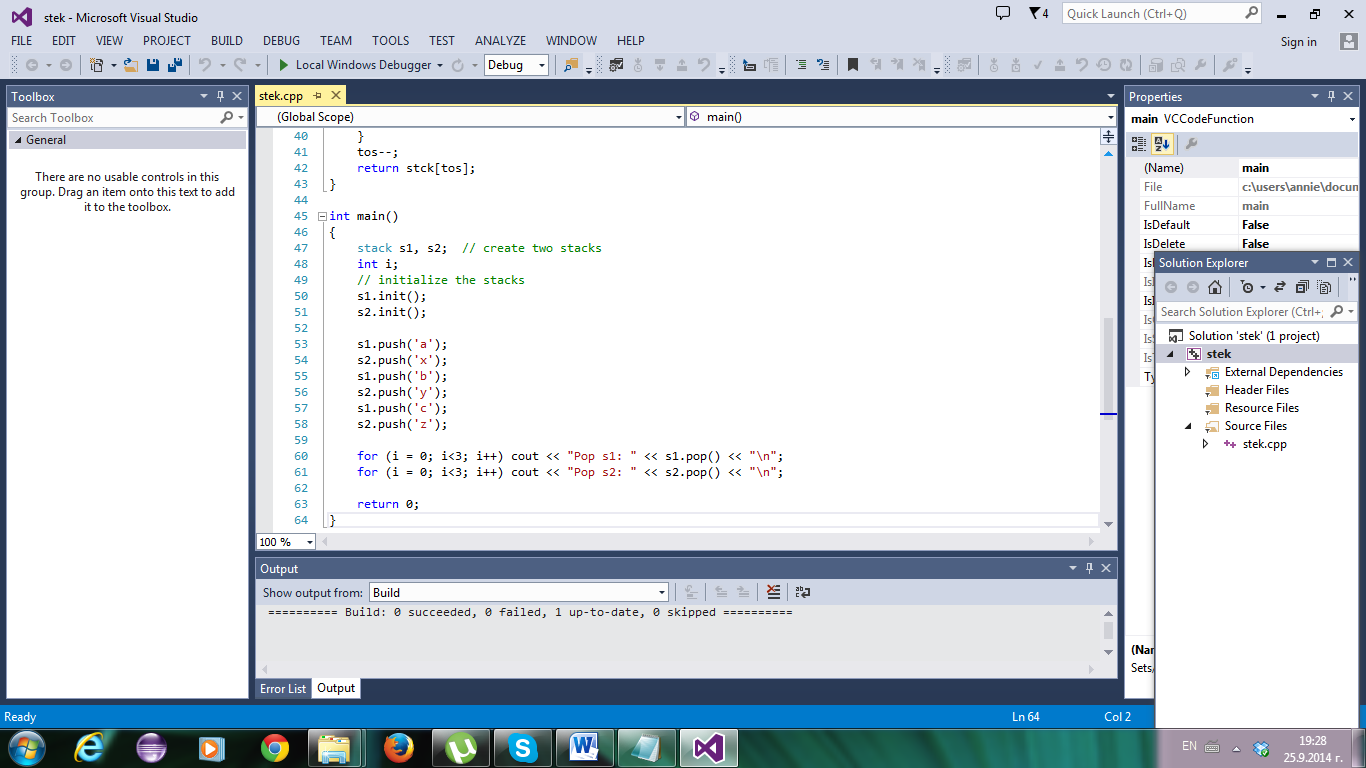 stek - Microsoft Visual Studio
4
Quick Launch (Ctrl+Q)
FILE EDIT VIEW PROJECT BUILD DEBUG TEAM TOOLS TEST ANALYZE WINDOW HELP
Sign in
Local Windows Debugger
Debug
Toolbox
Search Toolbox
General
There are no usable controls in this
group. Drag an item onto this text to add
it to the toolbox.
stek.cpp
(Global Scope)
main()
40 }
41 tos--;
42 return stck[tos];
43 }
44
45 int main()
46 {
47 stack s1, s2; // create two stacks
48 int i;
49 // initialize the stacks
50 s1.init();
51 s2.init();
52
53 s1.push('a');
54 s2.push('x');
55 s1.push('b');
56 s2.push('y');
57 s1.push('c');
58 s2.push('z');
59
60 for (i = 0; i<3; i++) cout << "Pop s1: " << s1.pop() << "\n";
61 for (i = 0; i<3; i++) cout << "Pop s2: " << s2.pop() << "\n";
62
63 return 0;
64 }
100 %
Output
Show output from: Build
========== Build: 0 succeeded, 0 failed, 1 up-to-date, 0 skipped ==========
Error List Output
Properties
main VCCodeFunction
(Name) main
File c:\users\annie\docum
FullName main
IsDefault False
IsDelete False
Solution Explorer
Search Solution Explorer (Ctrl+;
Solution 'stek' (1 project)
stek
External Dependencies
Header Files
Resource Files
Source Files
stek.cpp
Ready
Ln 64
Col 2
EN
19:28
25.9.2014 г.